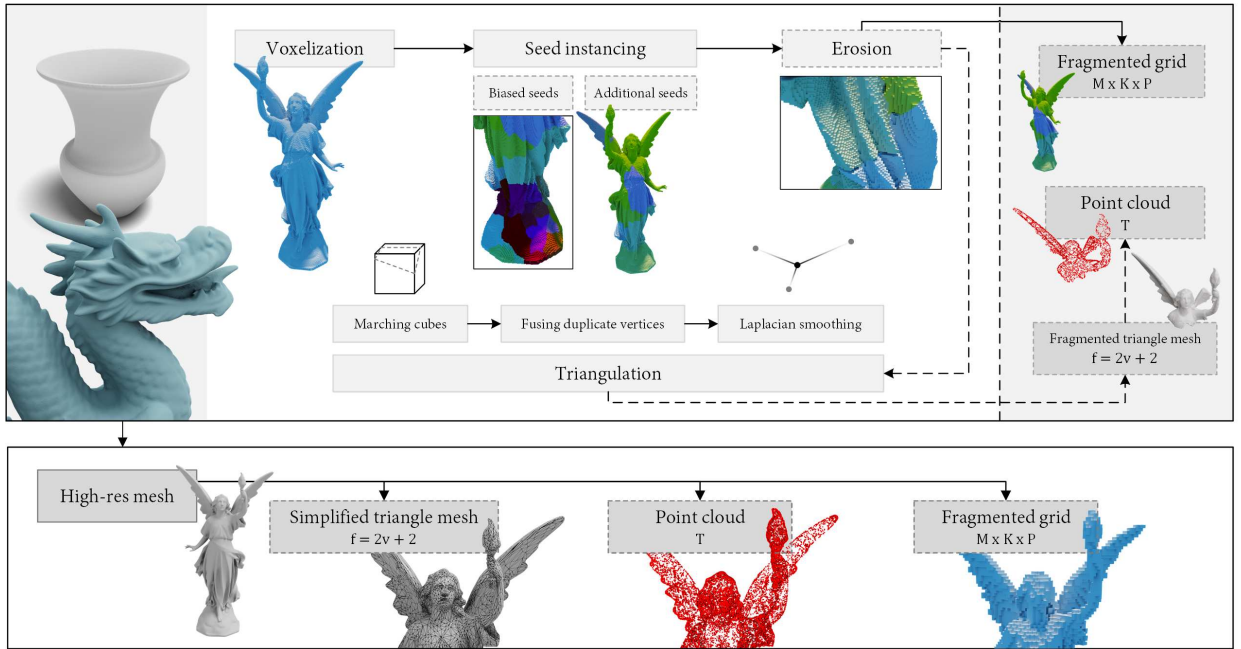 Voxelization
Seed instancing
Erosion
Biased seeds
Additional seeds
Fragmented grid
M x K x P
Point cloud
T
Marching cubes
Fusing duplicate vertices
Laplacian smoothing
Fragmented triangle mesh
f = 2v + 2
Triangulation
High-res mesh
Simplified triangle mesh
f = 2v + 2
Point cloud
T
Fragmented grid
M x K x P